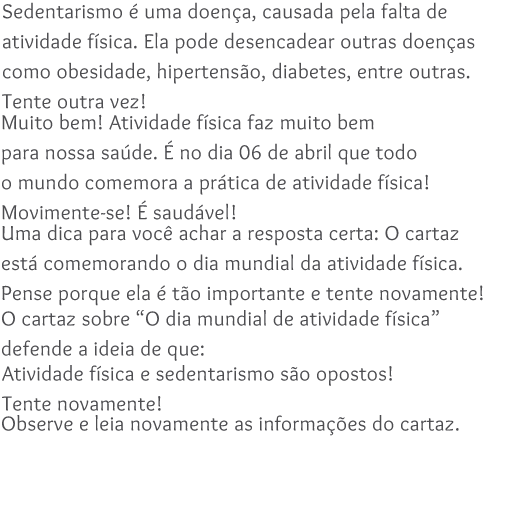 Sedentarismo é uma doença, causada pela falta de
atividade física. Ela pode desencadear outras doenças
como obesidade, hipertensão, diabetes, entre outras.
Tente outra vez!
Muito bem! Atividade física faz muito bem
para nossa saúde. É no dia 06 de abril que todo
o mundo comemora a prática de atividade física!
Movimente-se! É saudável!
Uma dica para você achar a resposta certa: O cartaz
está comemorando o dia mundial da atividade física.
Pense porque ela é tão importante e tente novamente!
O cartaz sobre “O dia mundial de atividade física”
defende a ideia de que:
Atividade física e sedentarismo são opostos!
Tente novamente!
Observe e leia novamente as informações do cartaz.